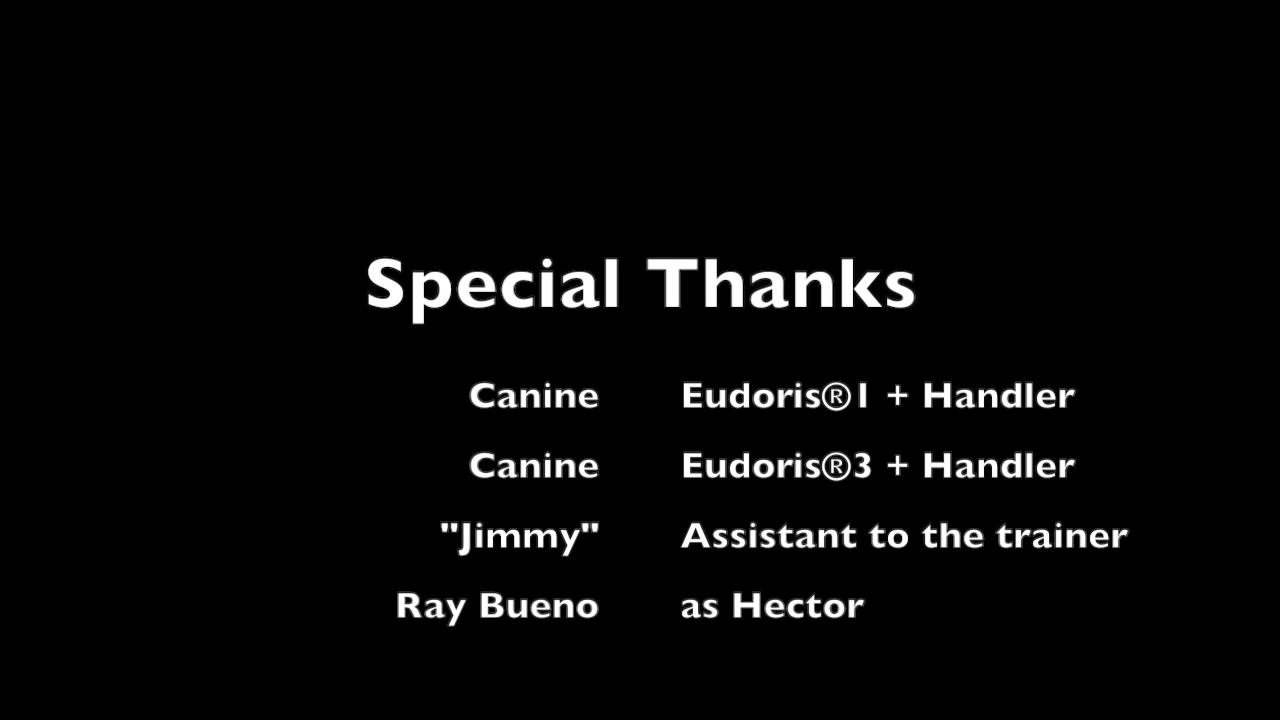 Special Thanks
Canine Eudoris®1 + Handler
Canine Eudoris®3 + Handler
"Jimmy" Assistant to the trainer
Ray Bueno as Hector